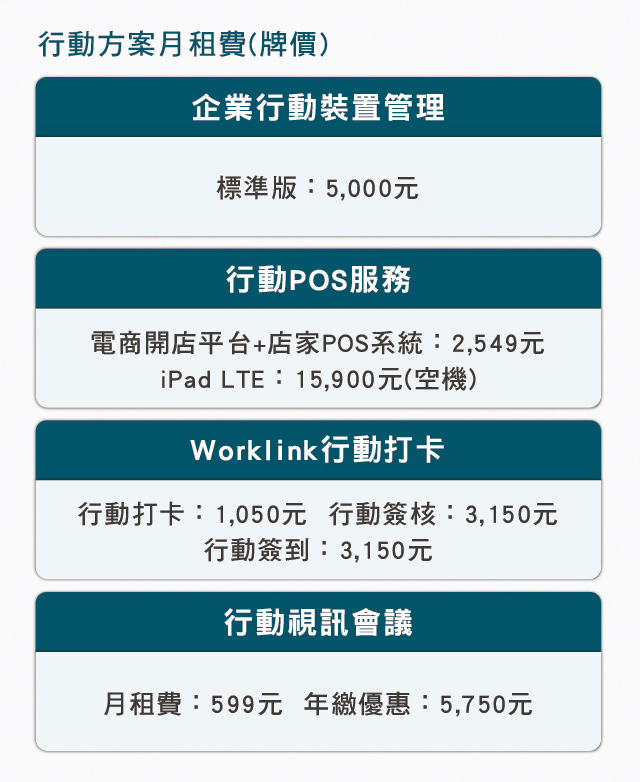 行動方案月租費(牌價)
企業行動裝置管理
標準版：5,000元
行動POS服務
電商開店平台+店家POS系統：2,549元
iPad LTE：15,900元(空機)
Worklink行動打卡
行動打卡：1,050元 行動簽核：3,150元
行動簽到：3,150元
行動視訊會議
月租費：599元 年繳優惠：5,750元